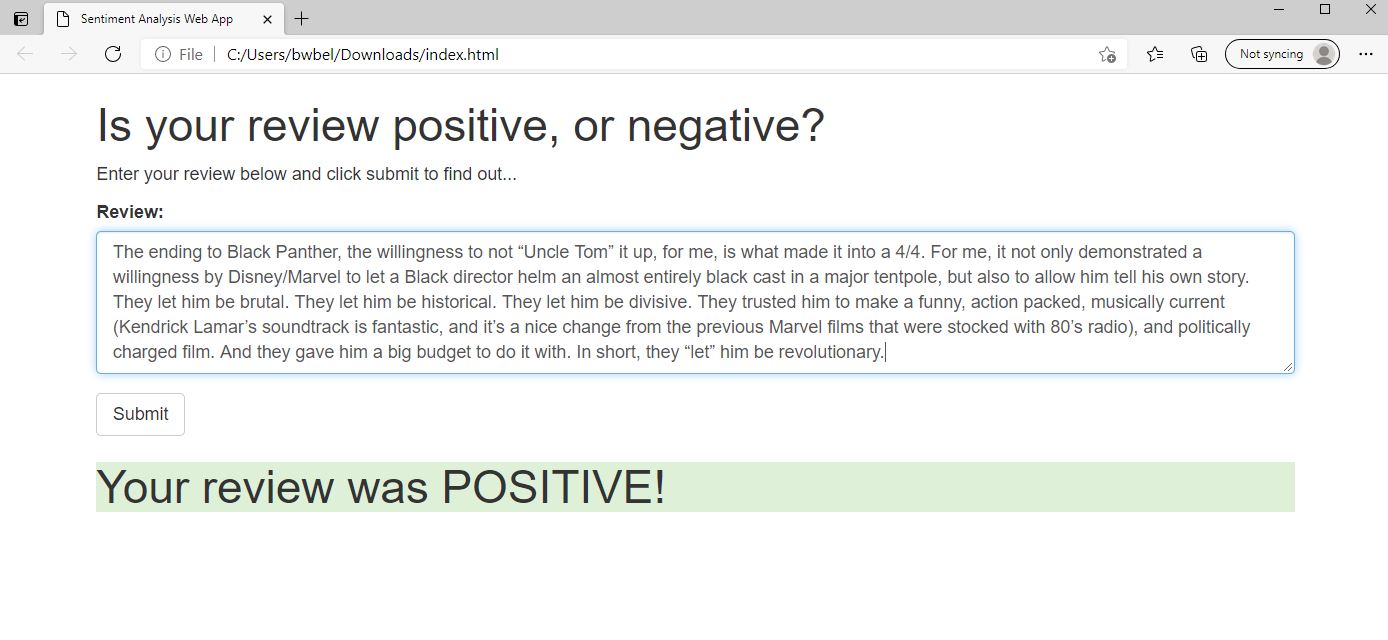 Sentiment Analysis Web App
File C:/Users/bwbel/Downloads/index.html Not syncing
Is your review positive, or negative?
Enter your review below and click submit to find out...
Review:
The ending to Black Panther, the willingness to not “Uncle Tom” it up, for me, is what made it into a 4/4. For me, it not only demonstrated a
willingness by Disney/Marvel to let a Black director helm an almost entirely black cast in a major tentpole, but also to allow him tell his own story.
They let him be brutal. They let him be historical. They let him be divisive. They trusted him to make a funny, action packed, musically current
(Kendrick Lamar’s soundtrack is fantastic, and it’s a nice change from the previous Marvel films that were stocked with 80’s radio), and politically
charged film. And they gave him a big budget to do it with. In short, they “let” him be revolutionary.
Submit
Your review was POSITIVE!